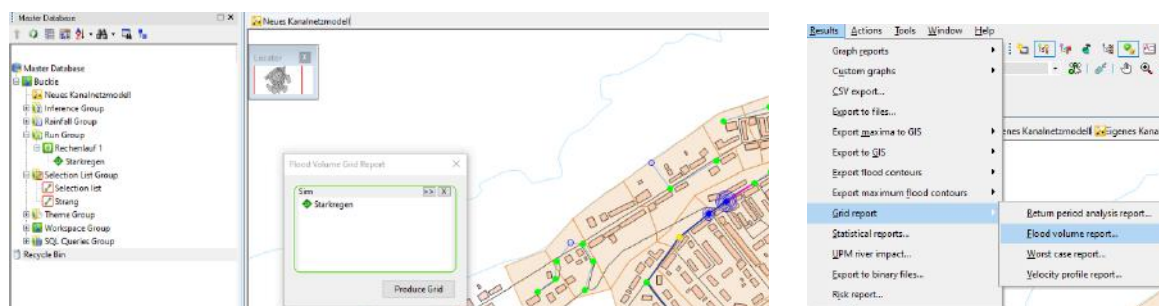 Master Database
Master Database
Buckie
Neues Kanalnetzmodell
Inference Group
Rainfall Group
Run Group
Rechenlauf 1
Starkregen
Selection List Group
Selection list
Strang
Theme Group
Workspace Group
SQL Queries Group
Recycle Bin
Neues Kanalnetzmodell
Locator
Flood Volume Grid Report
Sim
>> X
Starkregen
Produce Grid
Results Actions Tools Window Help
Graph reports
Custom graphs
CSV export...
Export to files...
Export maxima to GIS
Export to GIS
Export flood contours
Export maximum flood contours
Grid report
Statistical reports...
UPM river impact...
Export to binary files...
Risk report...
enes Kanalnetzmodell Eigenes Kana
Return period analysis report...
Flood volume report...
Worst case report...
Velocity profile report...